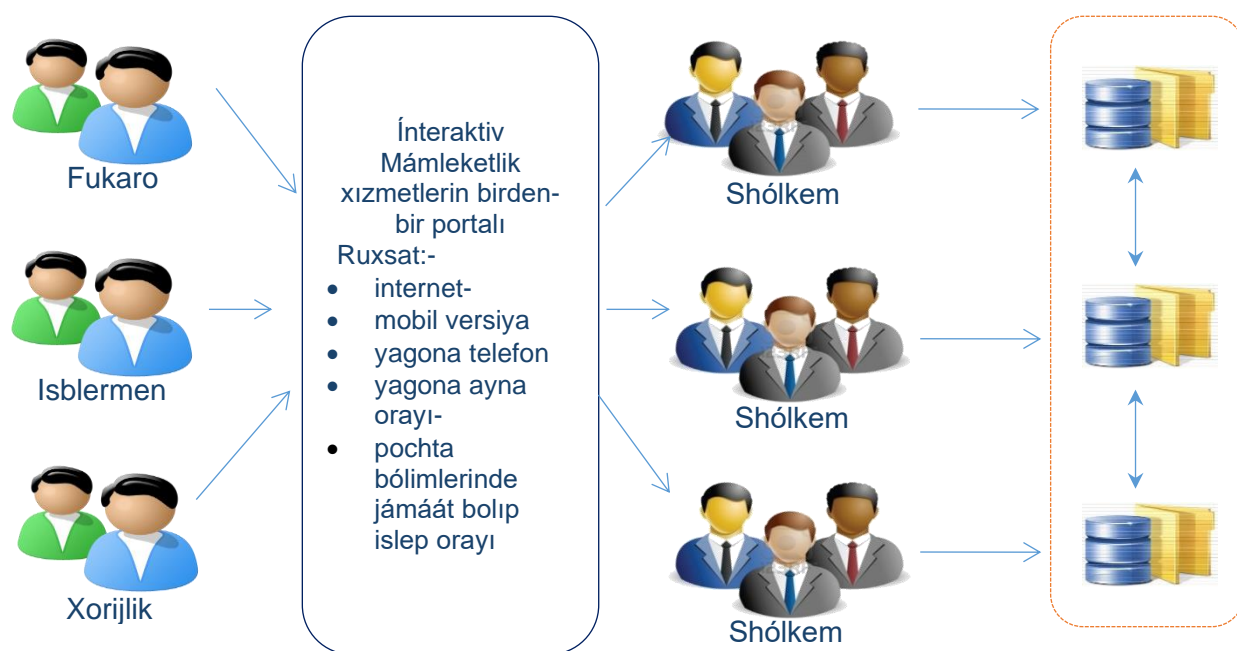 Fukaro
Isblermen
Xorijlik
Ínteraktiv
Mámleketlik
xızmetlerin birden-
bir portalı
Ruxsat:-
• internet-
• mobil versiya
• yagona telefon
• yagona ayna
orayı-
• pochta
bólimlerinde
jámáát bolıp
islep orayı
Shólkem
Shólkem
Shólkem